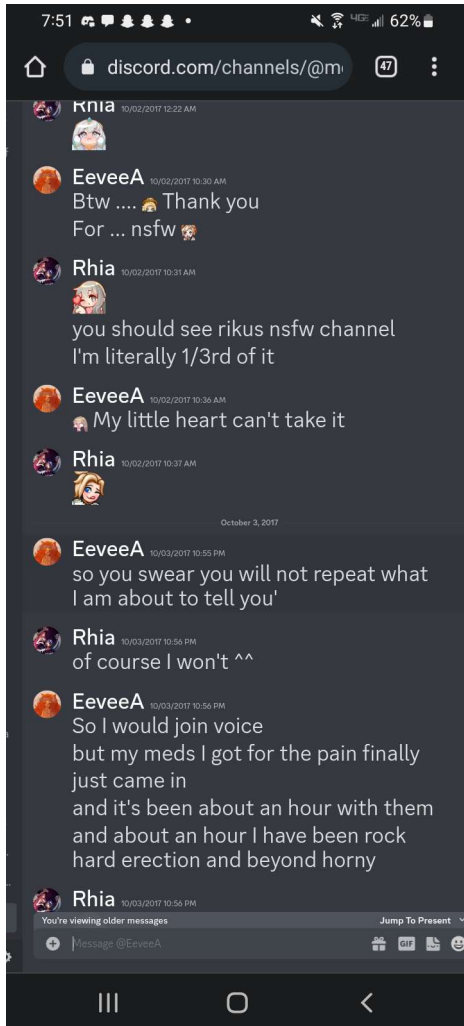 7:51
4GE
62%
discord.com/channels/@m
47
Rhia 10/02/2017 12:22 AM
EeveeA 10/02/2017 10:30 AM
Btw .... Thank you
For ... nsfw
Rhia 10/02/2017 10:31 AM
you should see rikus nsfw channel
I'm literally 1/3rd of it
EeveeA 10/02/2017 10:36 AM
My little heart can't take it
Rhia 10/02/2017 10:37 AM
October 3, 2017
EeveeA 10/03/2017 10:55 PM
so you swear you will not repeat what
I am about to tell you'
Rhia 10/03/2017 10:56 PM
of course I won't ^^
EeveeA 10/03/2017 10:56 PM
So I would join voice
but my meds I got for the pain finally
just came in
and it's been about an hour with them
and about an hour I have been rock
hard erection and beyond horny
Rhia 10/03/2017 10:56 PM
You're viewing older messages
Jump To Present
Message @EeveeA
GIF